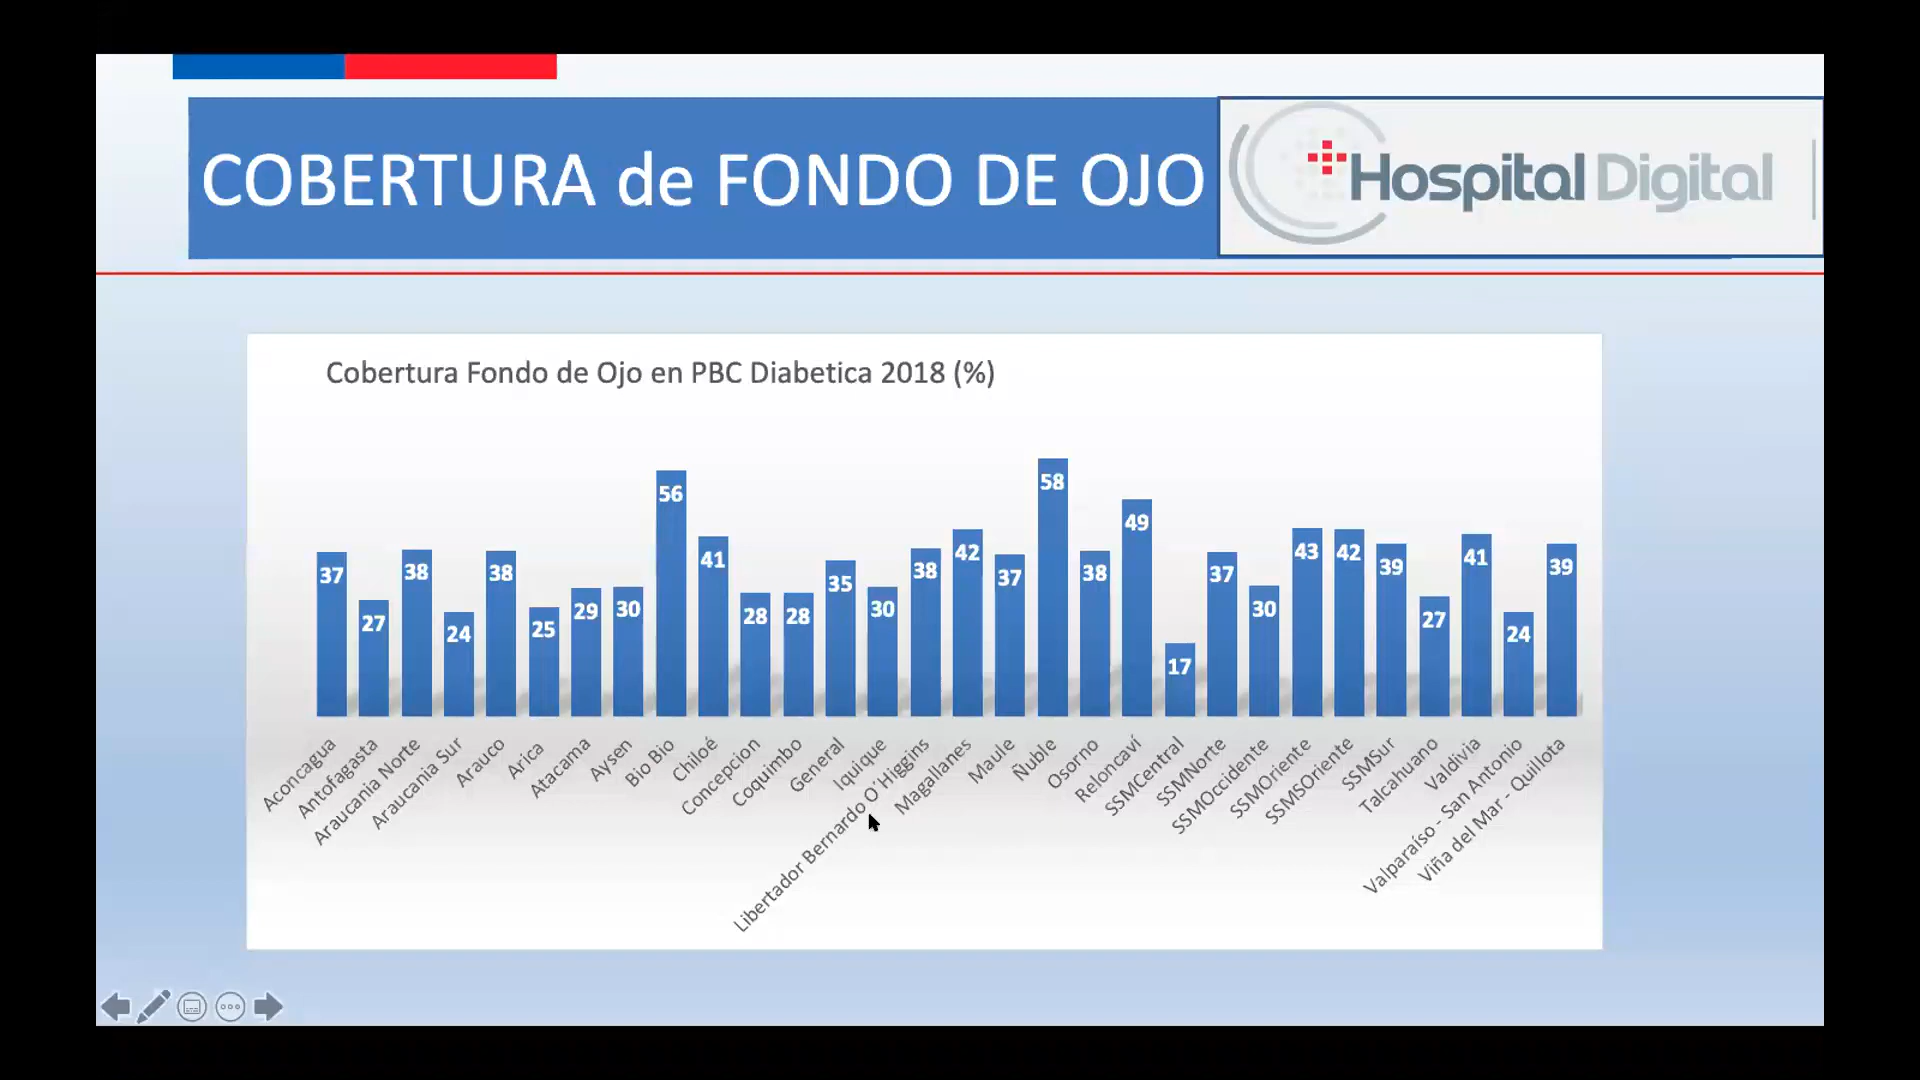 COBERTURA de FONDO DE OJO
Hospital Digital
Cobertura Fondo de Ojo en PBC Diabetica 2018 (%)
37
27
38
24
38
25
29
30
56
41
28
28
35
30
38
42
37
58
38
49
17
37
30
43
42
39
27
41
24
39
Aconcagua
Antofagasta
Araucania Norte
Araucania Sur
Arauco
Arica
Atacama
Aysen
Bio Bio
Chiloé
Concepcion
Coquimbo
General
Iquique
Libertador Bernardo O´Higgins
Magallanes
Maule
Ñuble
Osorno
Reloncaví
SSMCentral
SSMNorte
SSMOccidente
SSMOriente
SSMSOriente
SSMSur
Talcahuano
Valdivia
Valparaíso - San Antonio
Viña del Mar - Quillota